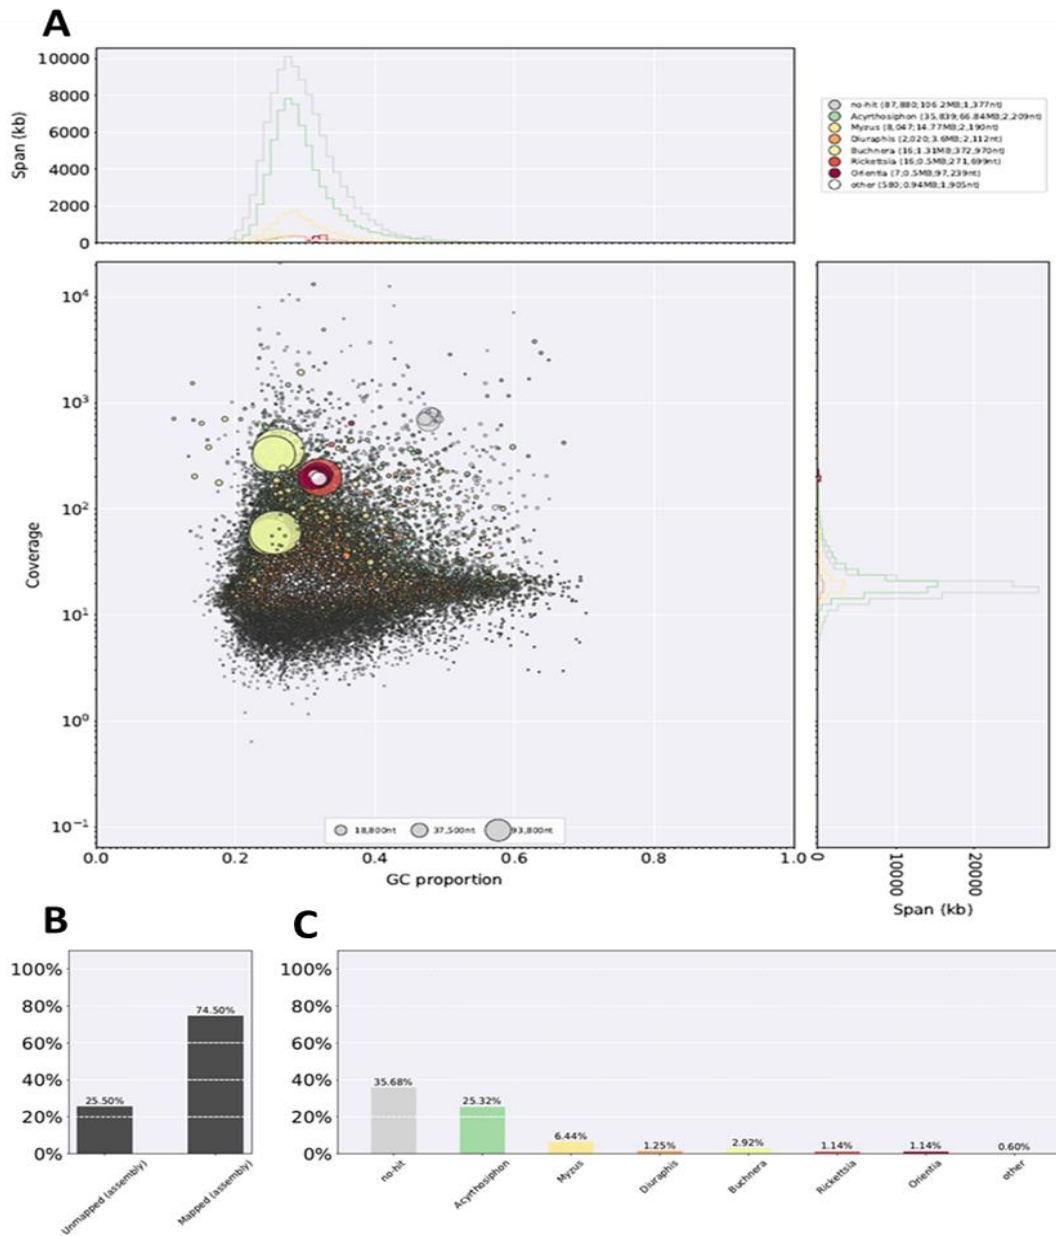 A
10000
8000
6000
4000
2000
0
Span (kb)
no-hit (87,880;106.2MB;1,377nt)
Acyrthosiphon (35,839;66.84MB;2,209nt)
Myzus (8,047;14.77MB;2,190nt)
Diuraphis (2,020;3.6MB;2,112nt)
Buchnera (16;1.31MB;372,970nt)
Rickettsia (16;0.5MB;271,699nt)
Orientia (7;0.5MB;97,239nt)
other (580;0.94MB;1,905nt)
10⁴
10³
10²
10¹
10⁰
10⁻¹
Coverage
18,800nt 37,500nt 93,800nt
0.0 0.2 0.4 0.6 0.8 1.0
GC proportion
0 10000 20000
Span (kb)
B
100%
80%
60%
40%
20%
0%
25.50% 74.50%
Unmapped (assembly) Mapped (assembly)
C
100%
80%
60%
40%
20%
0%
35.68% 25.32% 6.44% 1.25% 2.92% 1.14% 1.14% 0.60%
no-hit Acyrthosiphon Myzus Diuraphis Buchnera Rickettsia Orientia other